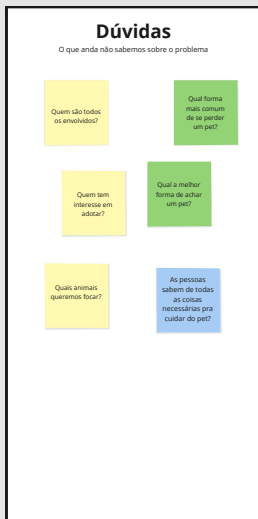 Dúvidas
O que anda não sabemos sobre o problema
Quem são todos
os envolvidos?
Qual forma
mais comum
de se perder
um pet?
Quem tem
interesse em
adotar?
Qual a melhor
forma de achar
um pet?
Quais animais
queremos focar?
As pessoas
sabem de todas
as coisas
necessárias pra
cuidar do pet?